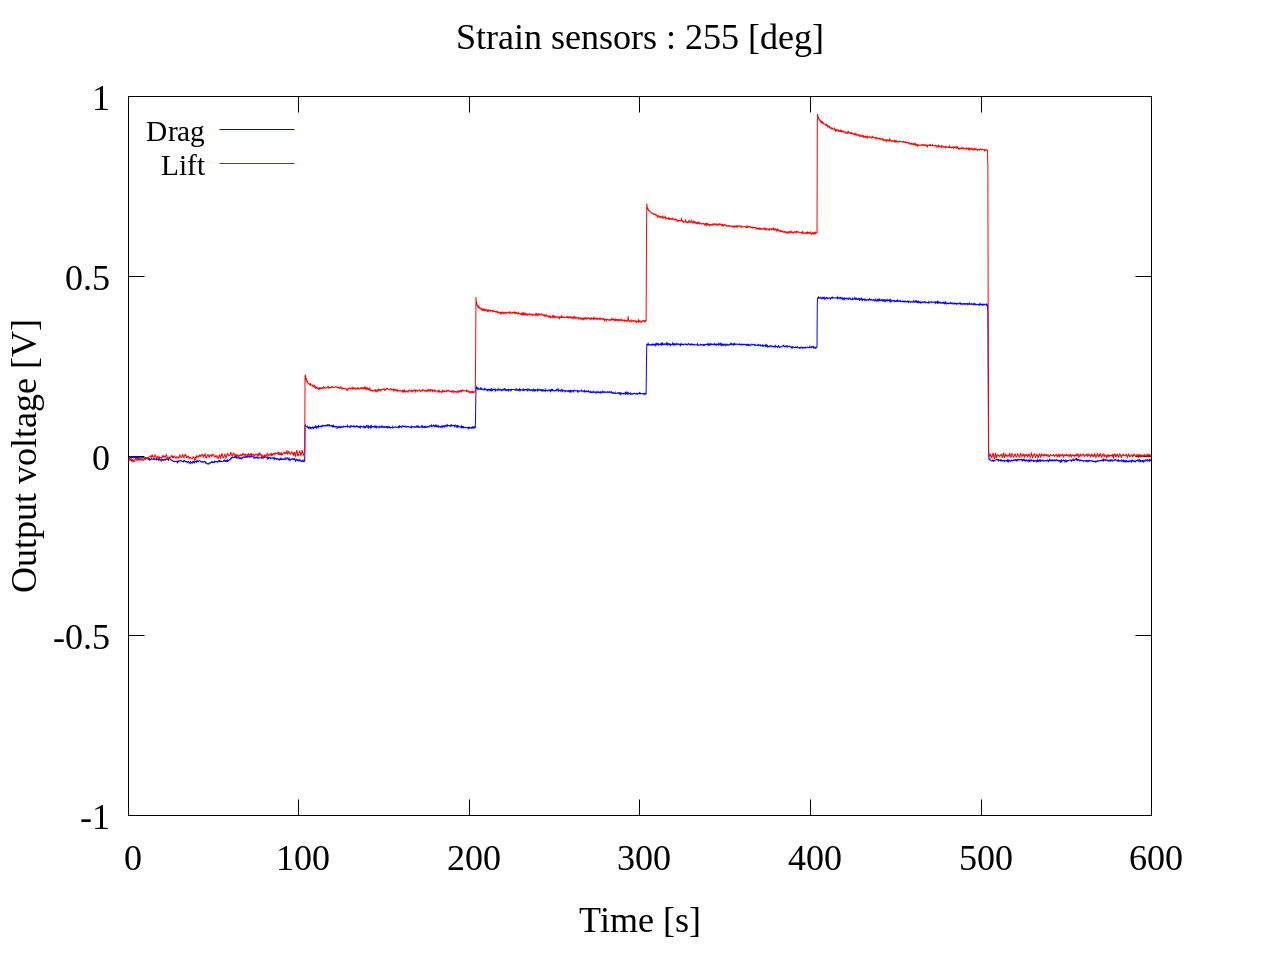 Strain sensors : 255 [deg]
Drag
Lift
1
0.5
0
-0.5
-1
Output voltage [V]
0 100 200 300 400 500 600
Time [s]